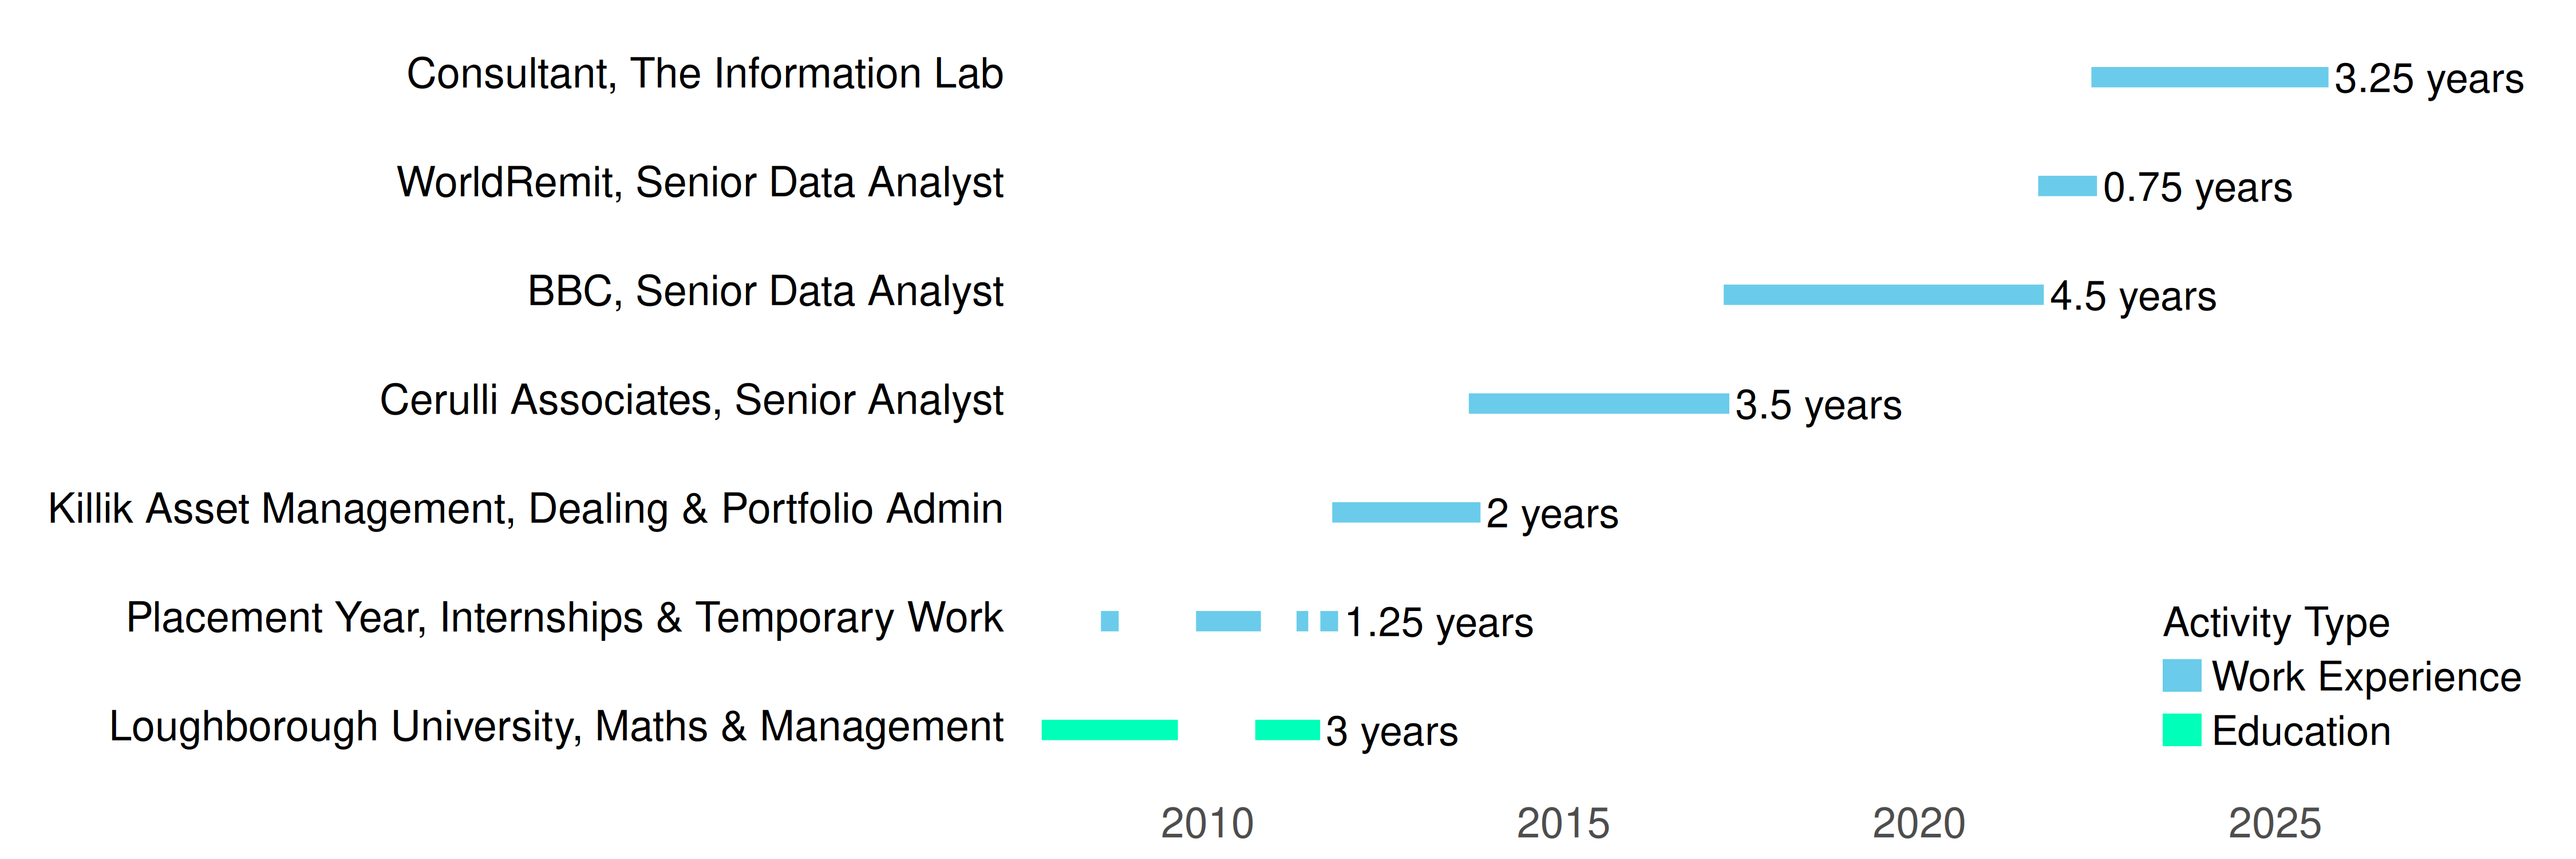 Consultant, The Information Lab
3.25 years
WorldRemit, Senior Data Analyst
0.75 years
BBC, Senior Data Analyst
4.5 years
Cerulli Associates, Senior Analyst
3.5 years
Killik Asset Management, Dealing & Portfolio Admin
2 years
Placement Year, Internships & Temporary Work
1.25 years
Loughborough University, Maths & Management
3 years
Activity Type
Work Experience
Education
2010
2015
2020
2025